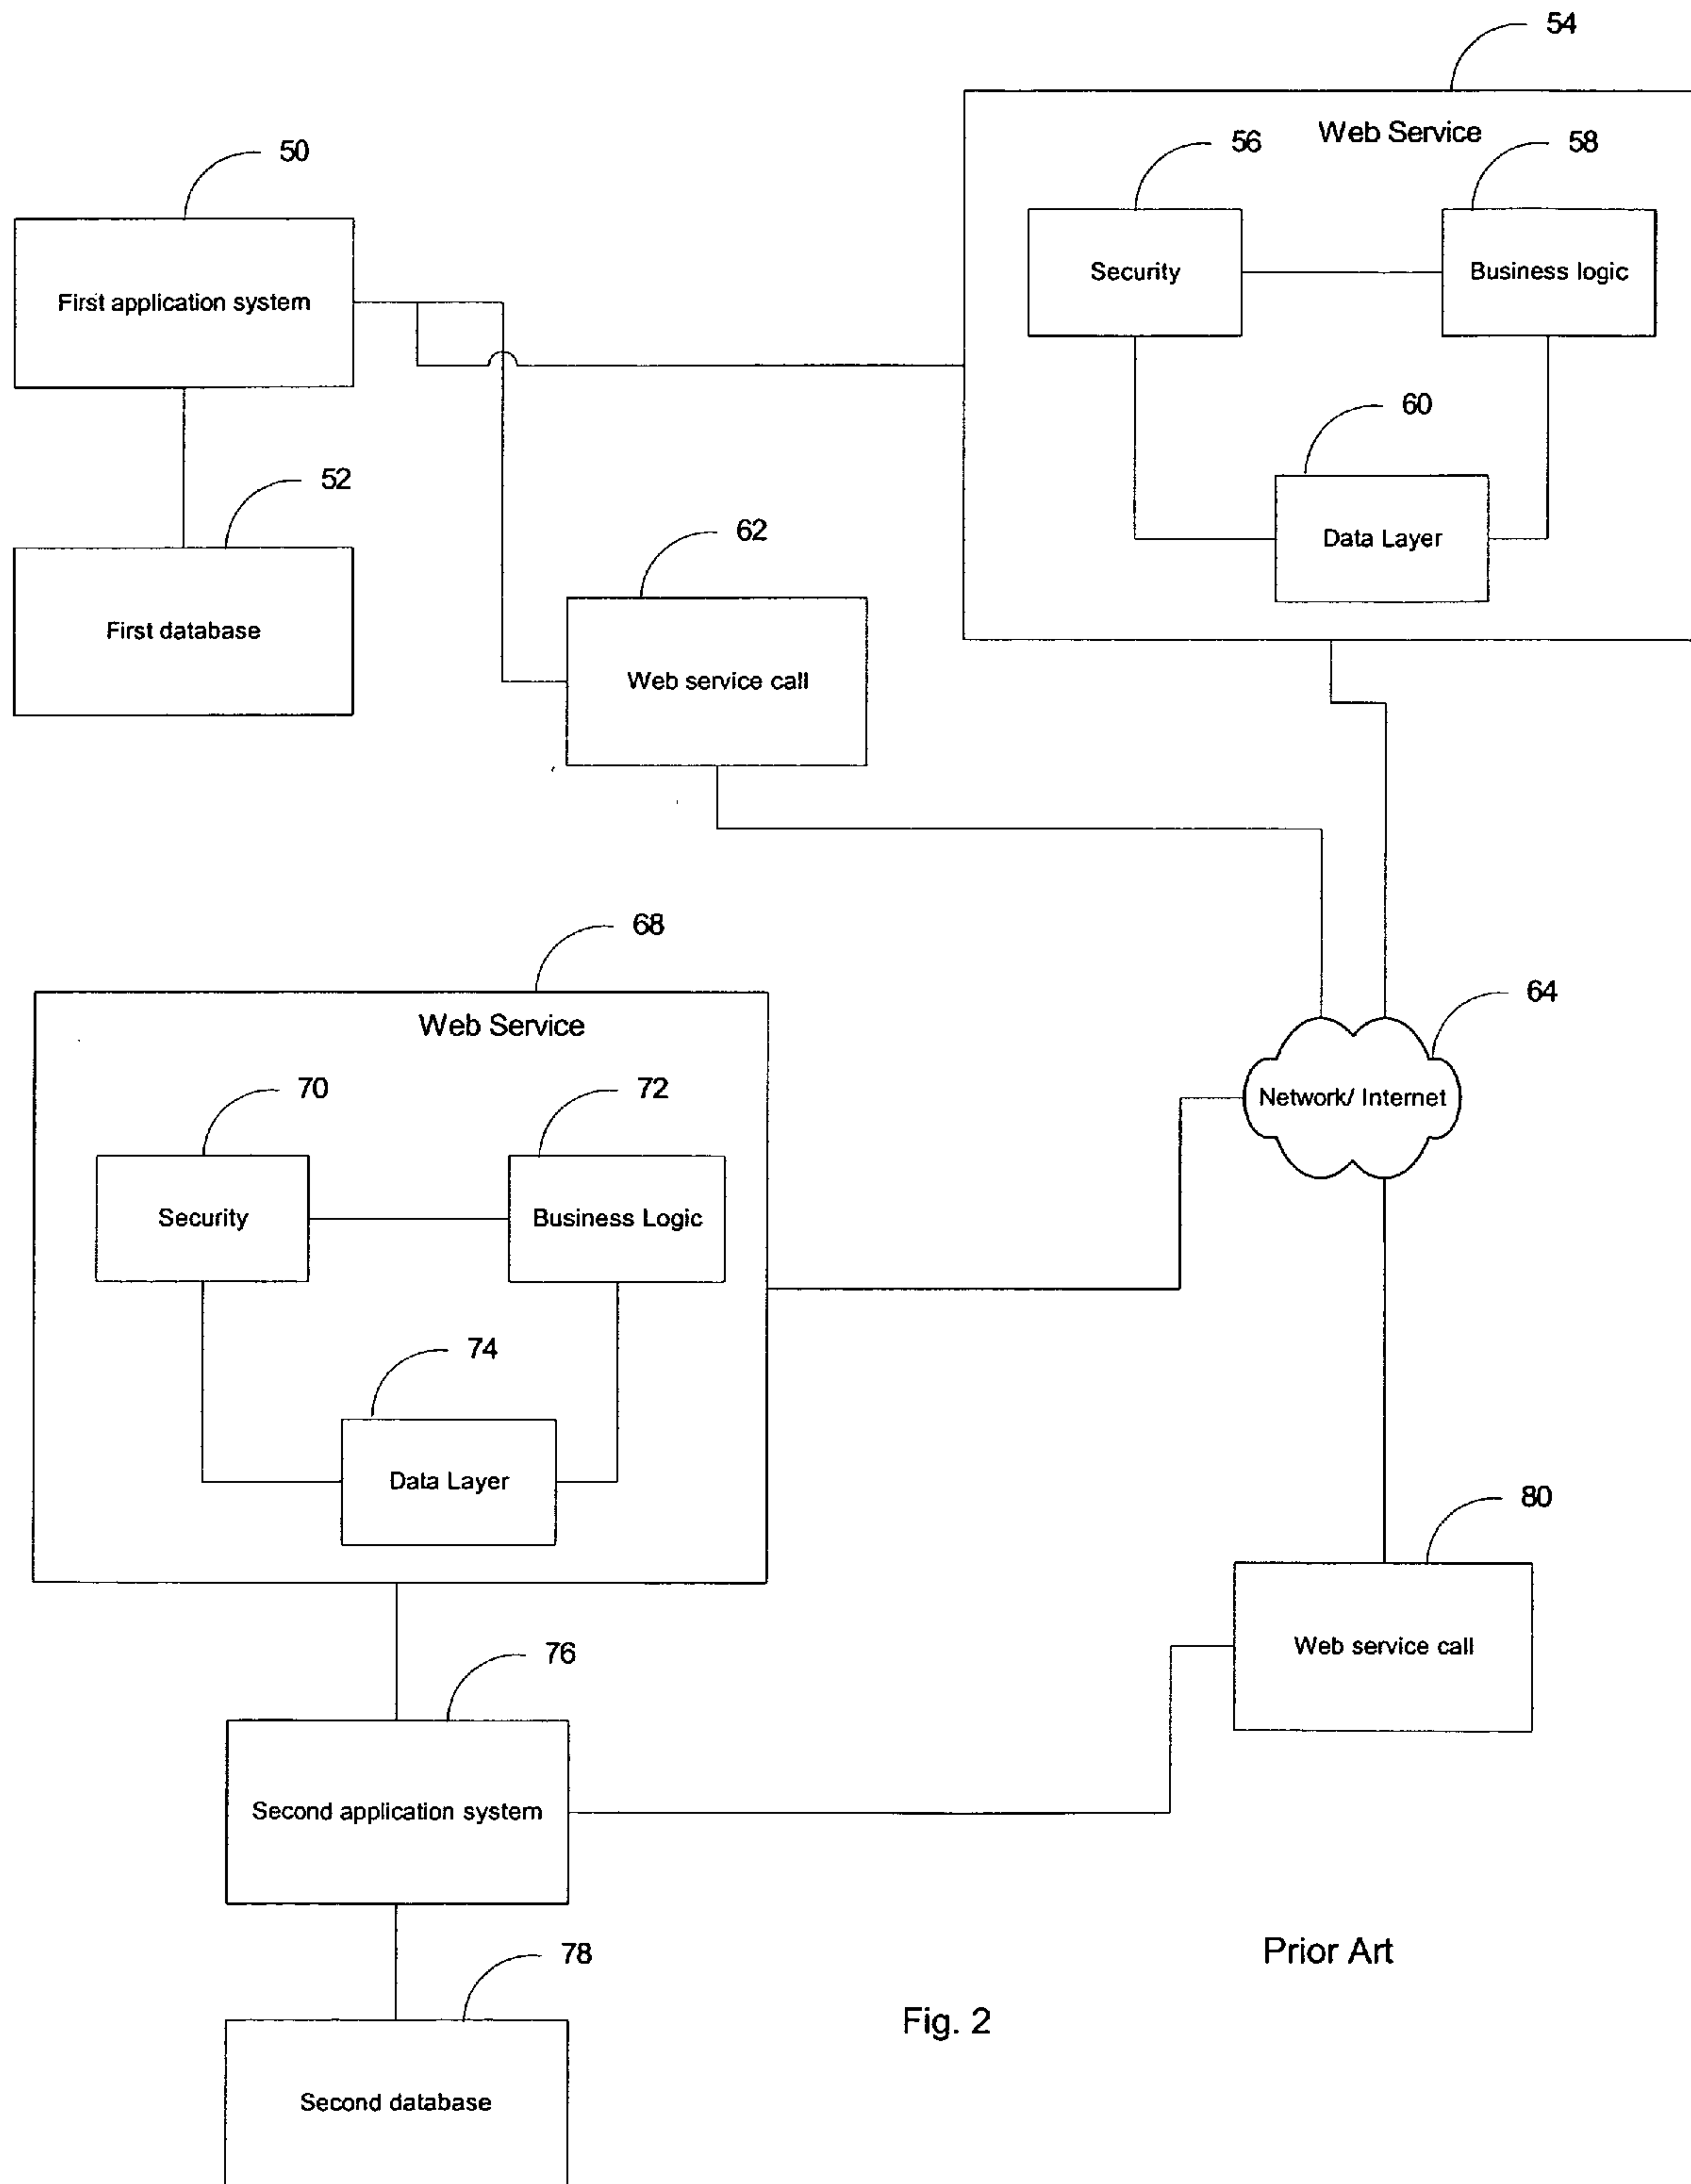 54
Web Service
50
56
58
First application system
Security
Business logic
60
52
62
Data Layer
First database
Web service call
68
64
Web Service
70
72
Network/ Internet
Security
Business Logic
74
Data Layer
80
76
Web service call
Second application system
78
Prior Art
Fig. 2
Second database